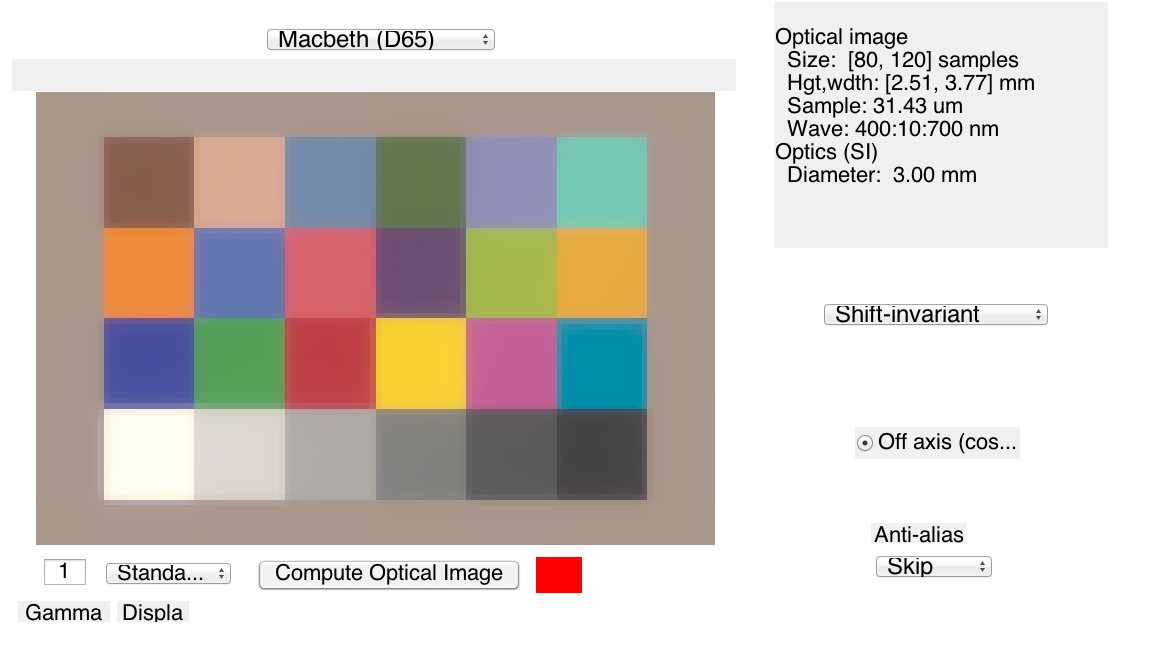 Macbeth (D65)
Optical image
Size: [80, 120] samples
Hgt,wdth: [2.51, 3.77] mm
Sample: 31.43 um
Wave: 400:10:700 nm
Optics (SI)
Diameter: 3.00 mm
Shift-invariant
Off axis (cos...
Anti-alias
Skip
1
Standa...
Compute Optical Image
Gamma
Displa